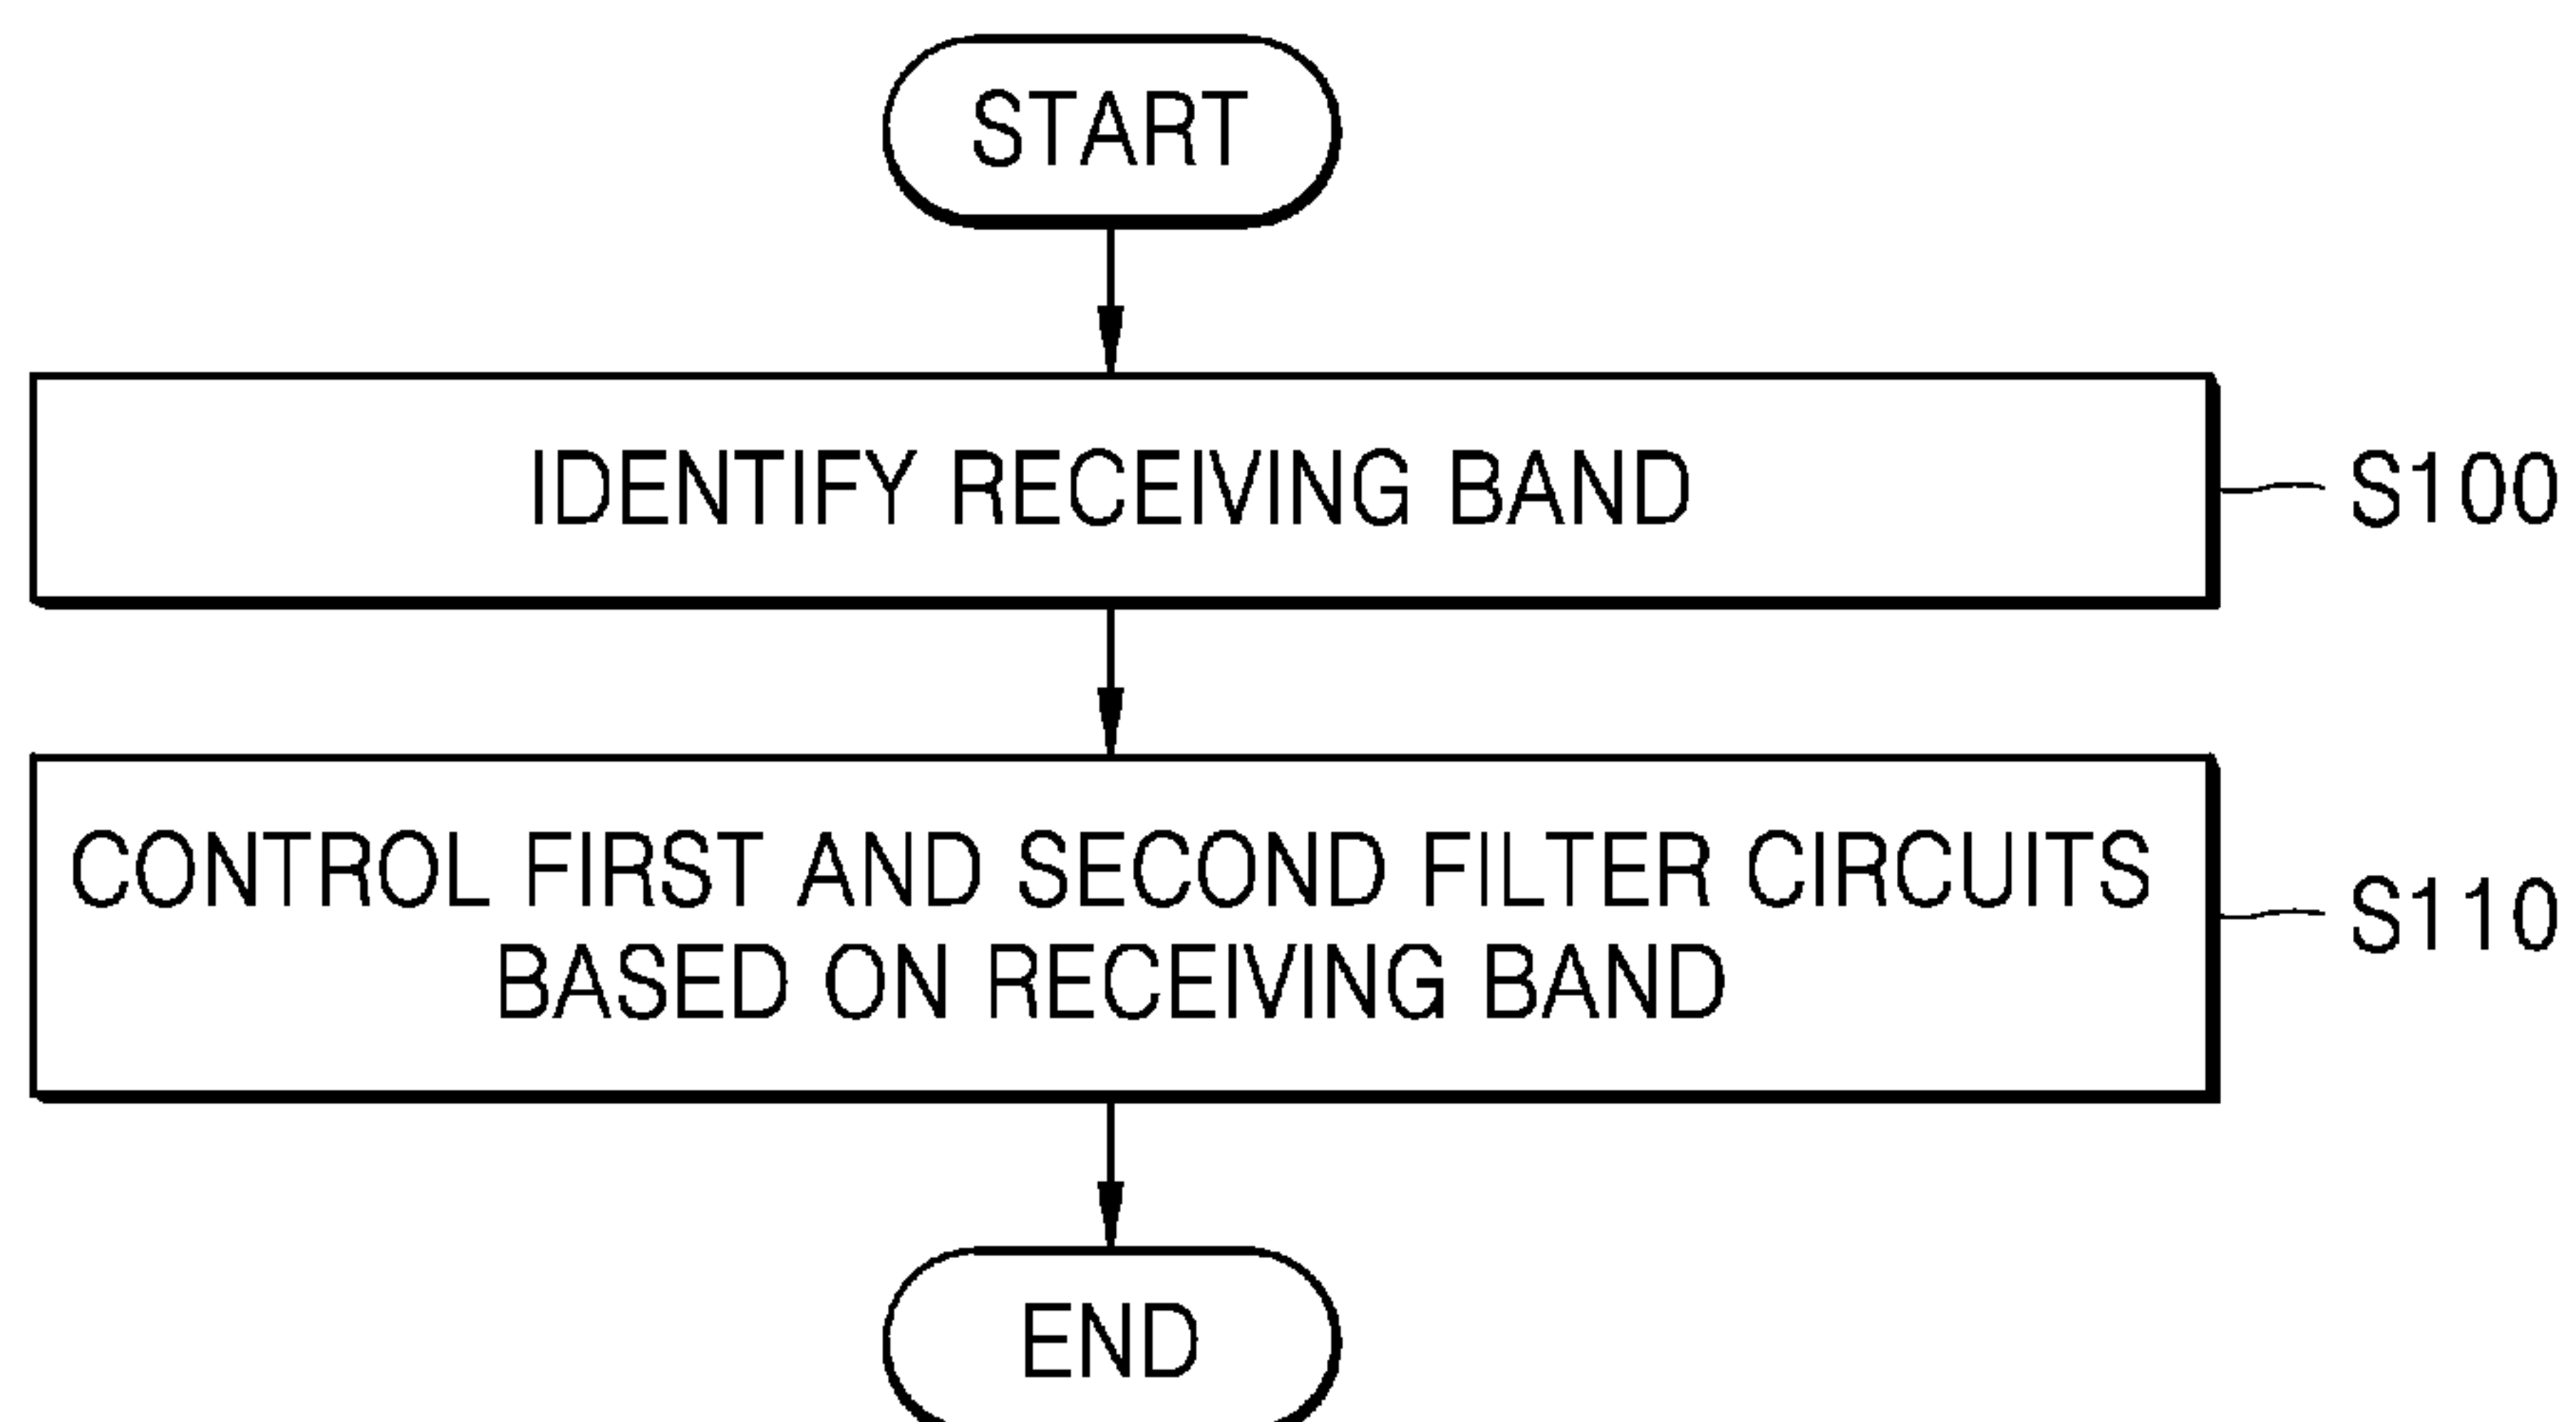 START
IDENTIFY RECEIVING BAND
S100
CONTROL FIRST AND SECOND FILTER CIRCUITS
BASED ON RECEIVING BAND
S110
END